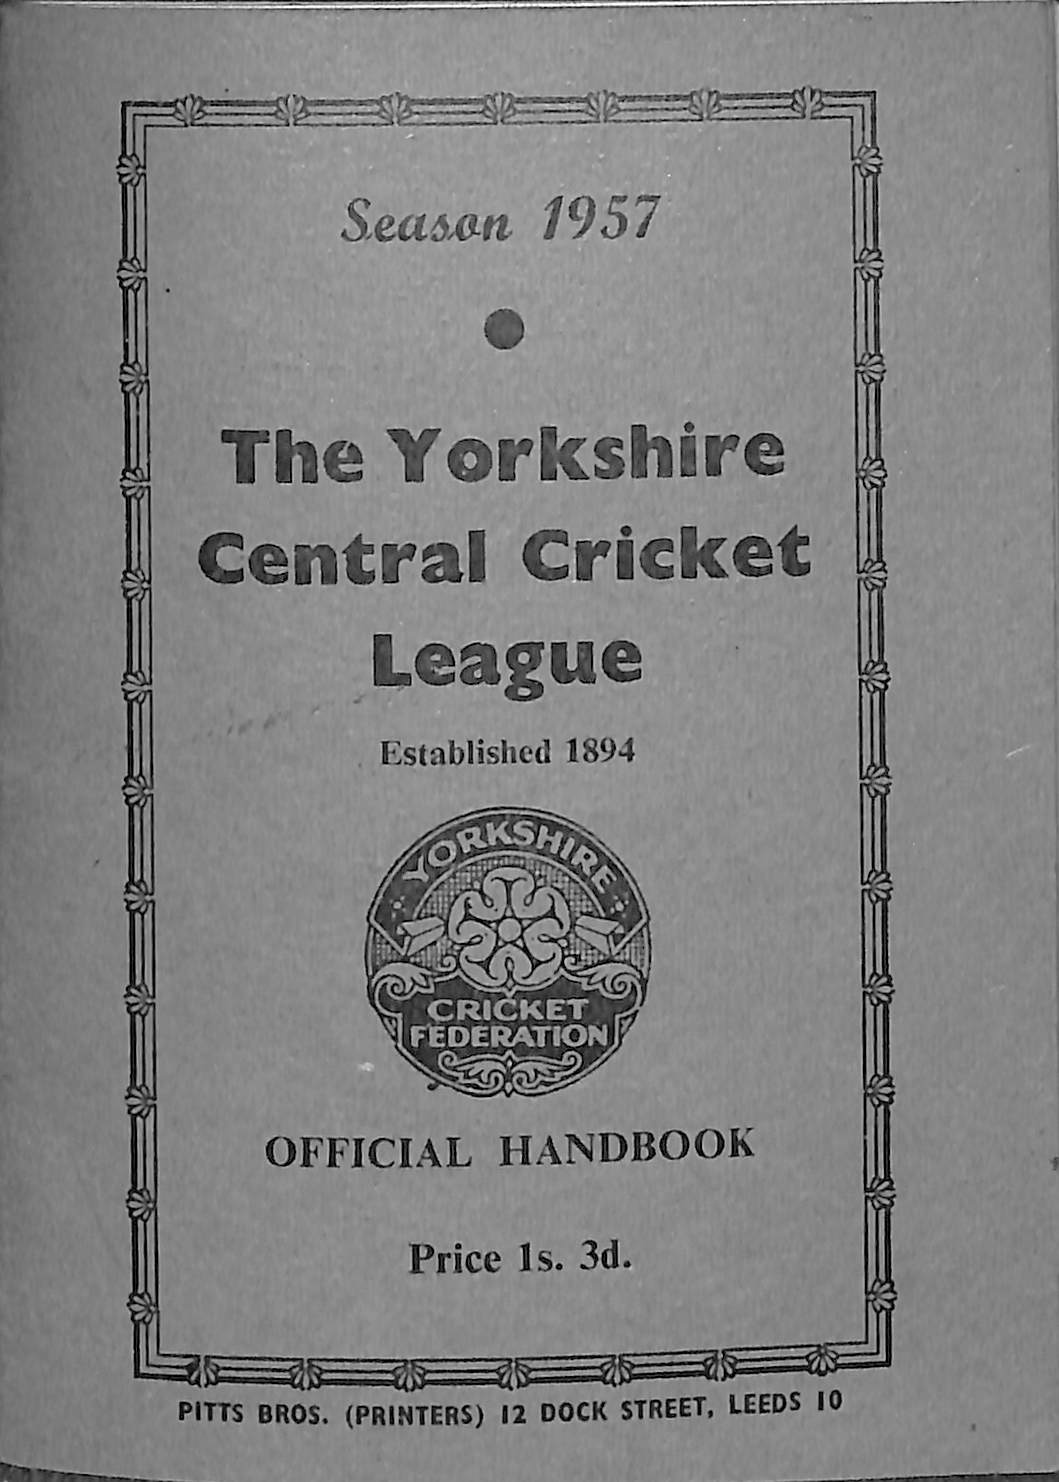 Season 1957
The Yorkshire
Central Cricket
League
Established 1894
YORKSHIRE
CRICKET
FEDERATION
OFFICIAL HANDBOOK
Price 1s. 3d.
PITTS BROS. (PRINTERS) 12 DOCK STREET, LEEDS 10